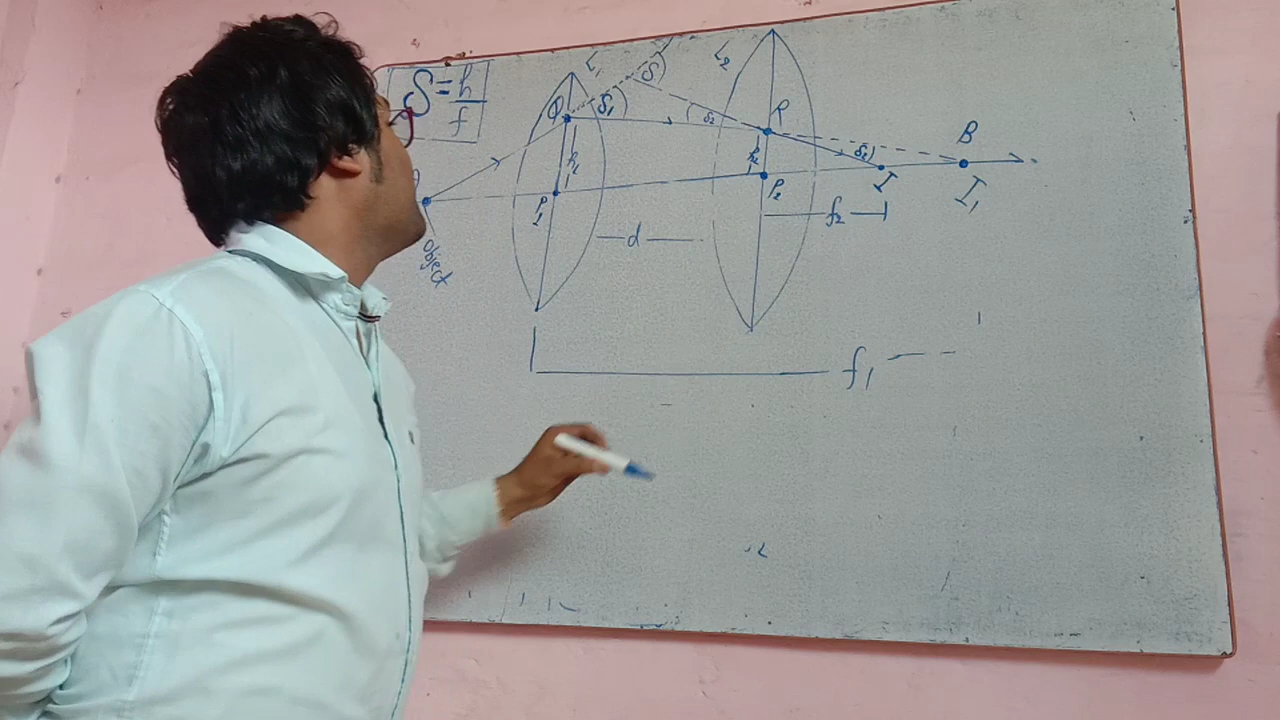 δ = h/f
L₁
L₂
δ
δ₁
δ₂
δ₂
h₁
h₂
P₁
P₂
B
I
I₁
object
d
f₂
f₁